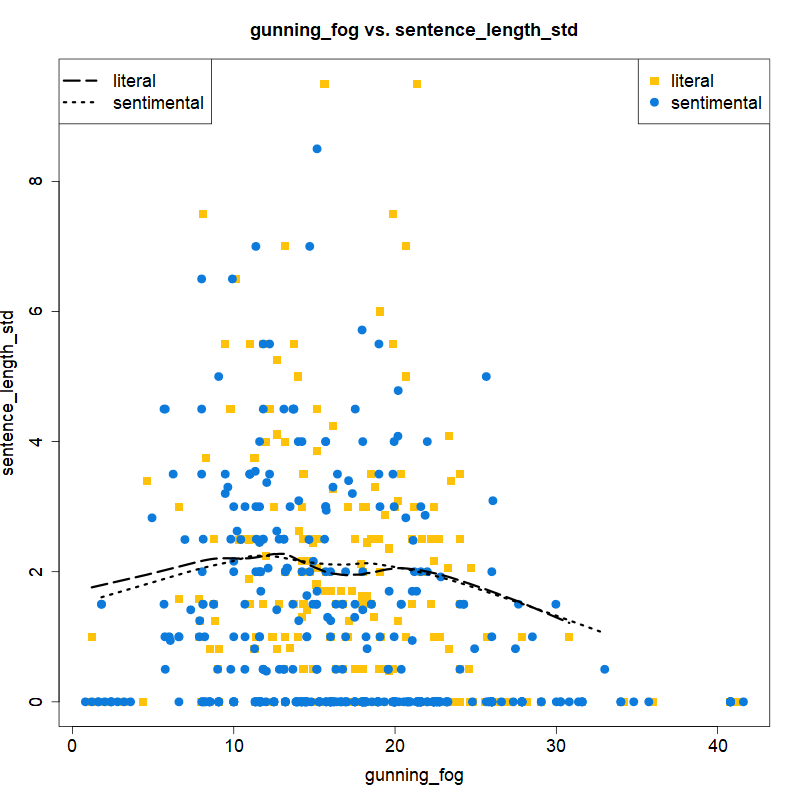 gunning_fog vs. sentence_length_std
literal
sentimental
literal
sentimental
sentence_length_std
8
6
4
2
0
0 10 20 30 40
gunning_fog